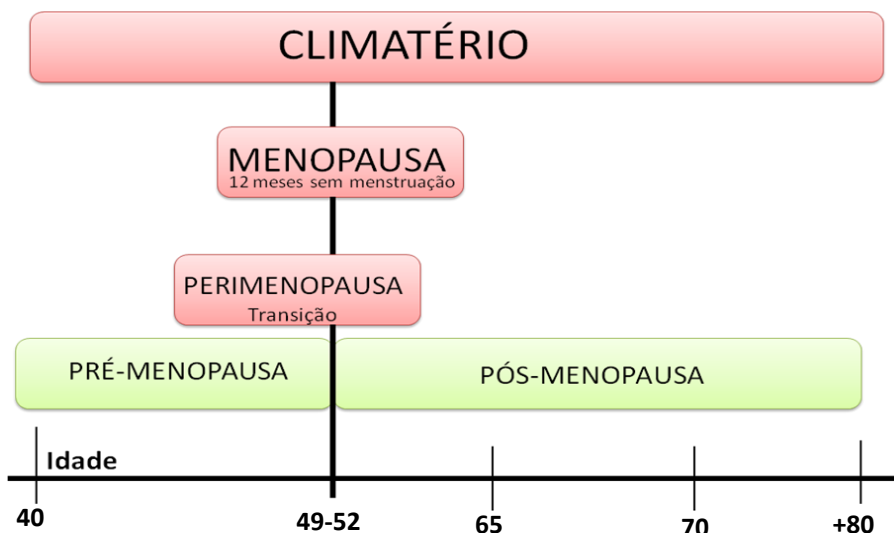 CLIMATÉRIO
MENOPAUSA
12 meses sem menstruação
PERIMENOPAUSA
Transição
PRÉ-MENOPAUSA
PÓS-MENOPAUSA
Idade
40
49-52
65
70
+80